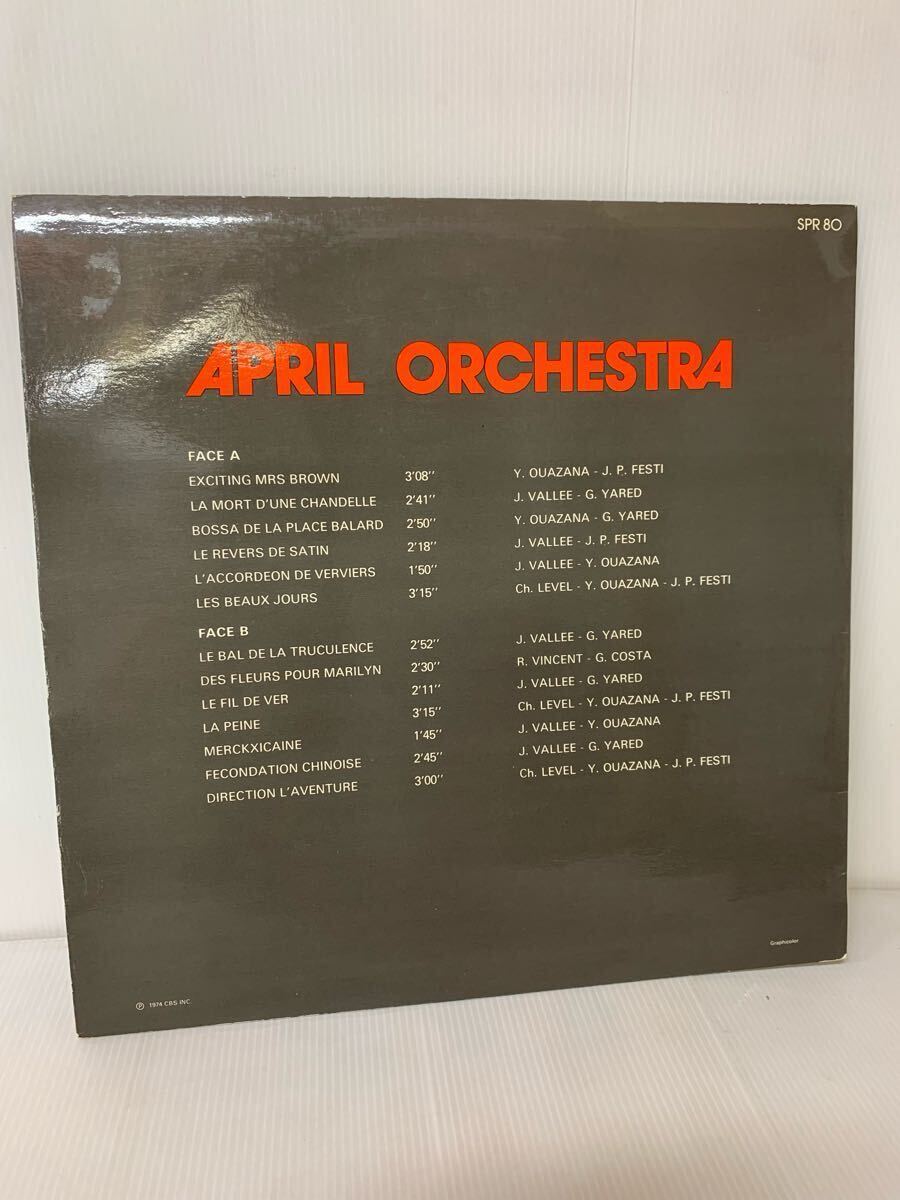 SPR 80
APRIL ORCHESTRA
FACE A
EXCITING MRS BROWN 3'08'' Y. OUAZANA - J. P. FESTI
LA MORT D'UNE CHANDELLE 2'41'' J. VALLEE - G. YARED
BOSSA DE LA PLACE BALARD 2'50'' Y. OUAZANA - G. YARED
LE REVERS DE SATIN 2'18'' J. VALLEE - J. P. FESTI
L'ACCORDEON DE VERVIERS 1'50'' J. VALLEE - Y. OUAZANA
LES BEAUX JOURS 3'15'' Ch. LEVEL - Y. OUAZANA - J. P. FESTI
FACE B
LE BAL DE LA TRUCULENCE 2'52'' J. VALLEE - G. YARED
DES FLEURS POUR MARILYN 2'30'' R. VINCENT - G. COSTA
LE FIL DE VER 2'11'' J. VALLEE - G. YARED
LA PEINE 3'15'' Ch. LEVEL - Y. OUAZANA - J. P. FESTI
MERCKXICAINE 1'45'' J. VALLEE - Y. OUAZANA
FECONDATION CHINOISE 2'45'' J. VALLEE - G. YARED
DIRECTION L'AVENTURE 3'00'' Ch. LEVEL - Y. OUAZANA - J. P. FESTI
Graphicolor
℗ 1974 CBS INC.